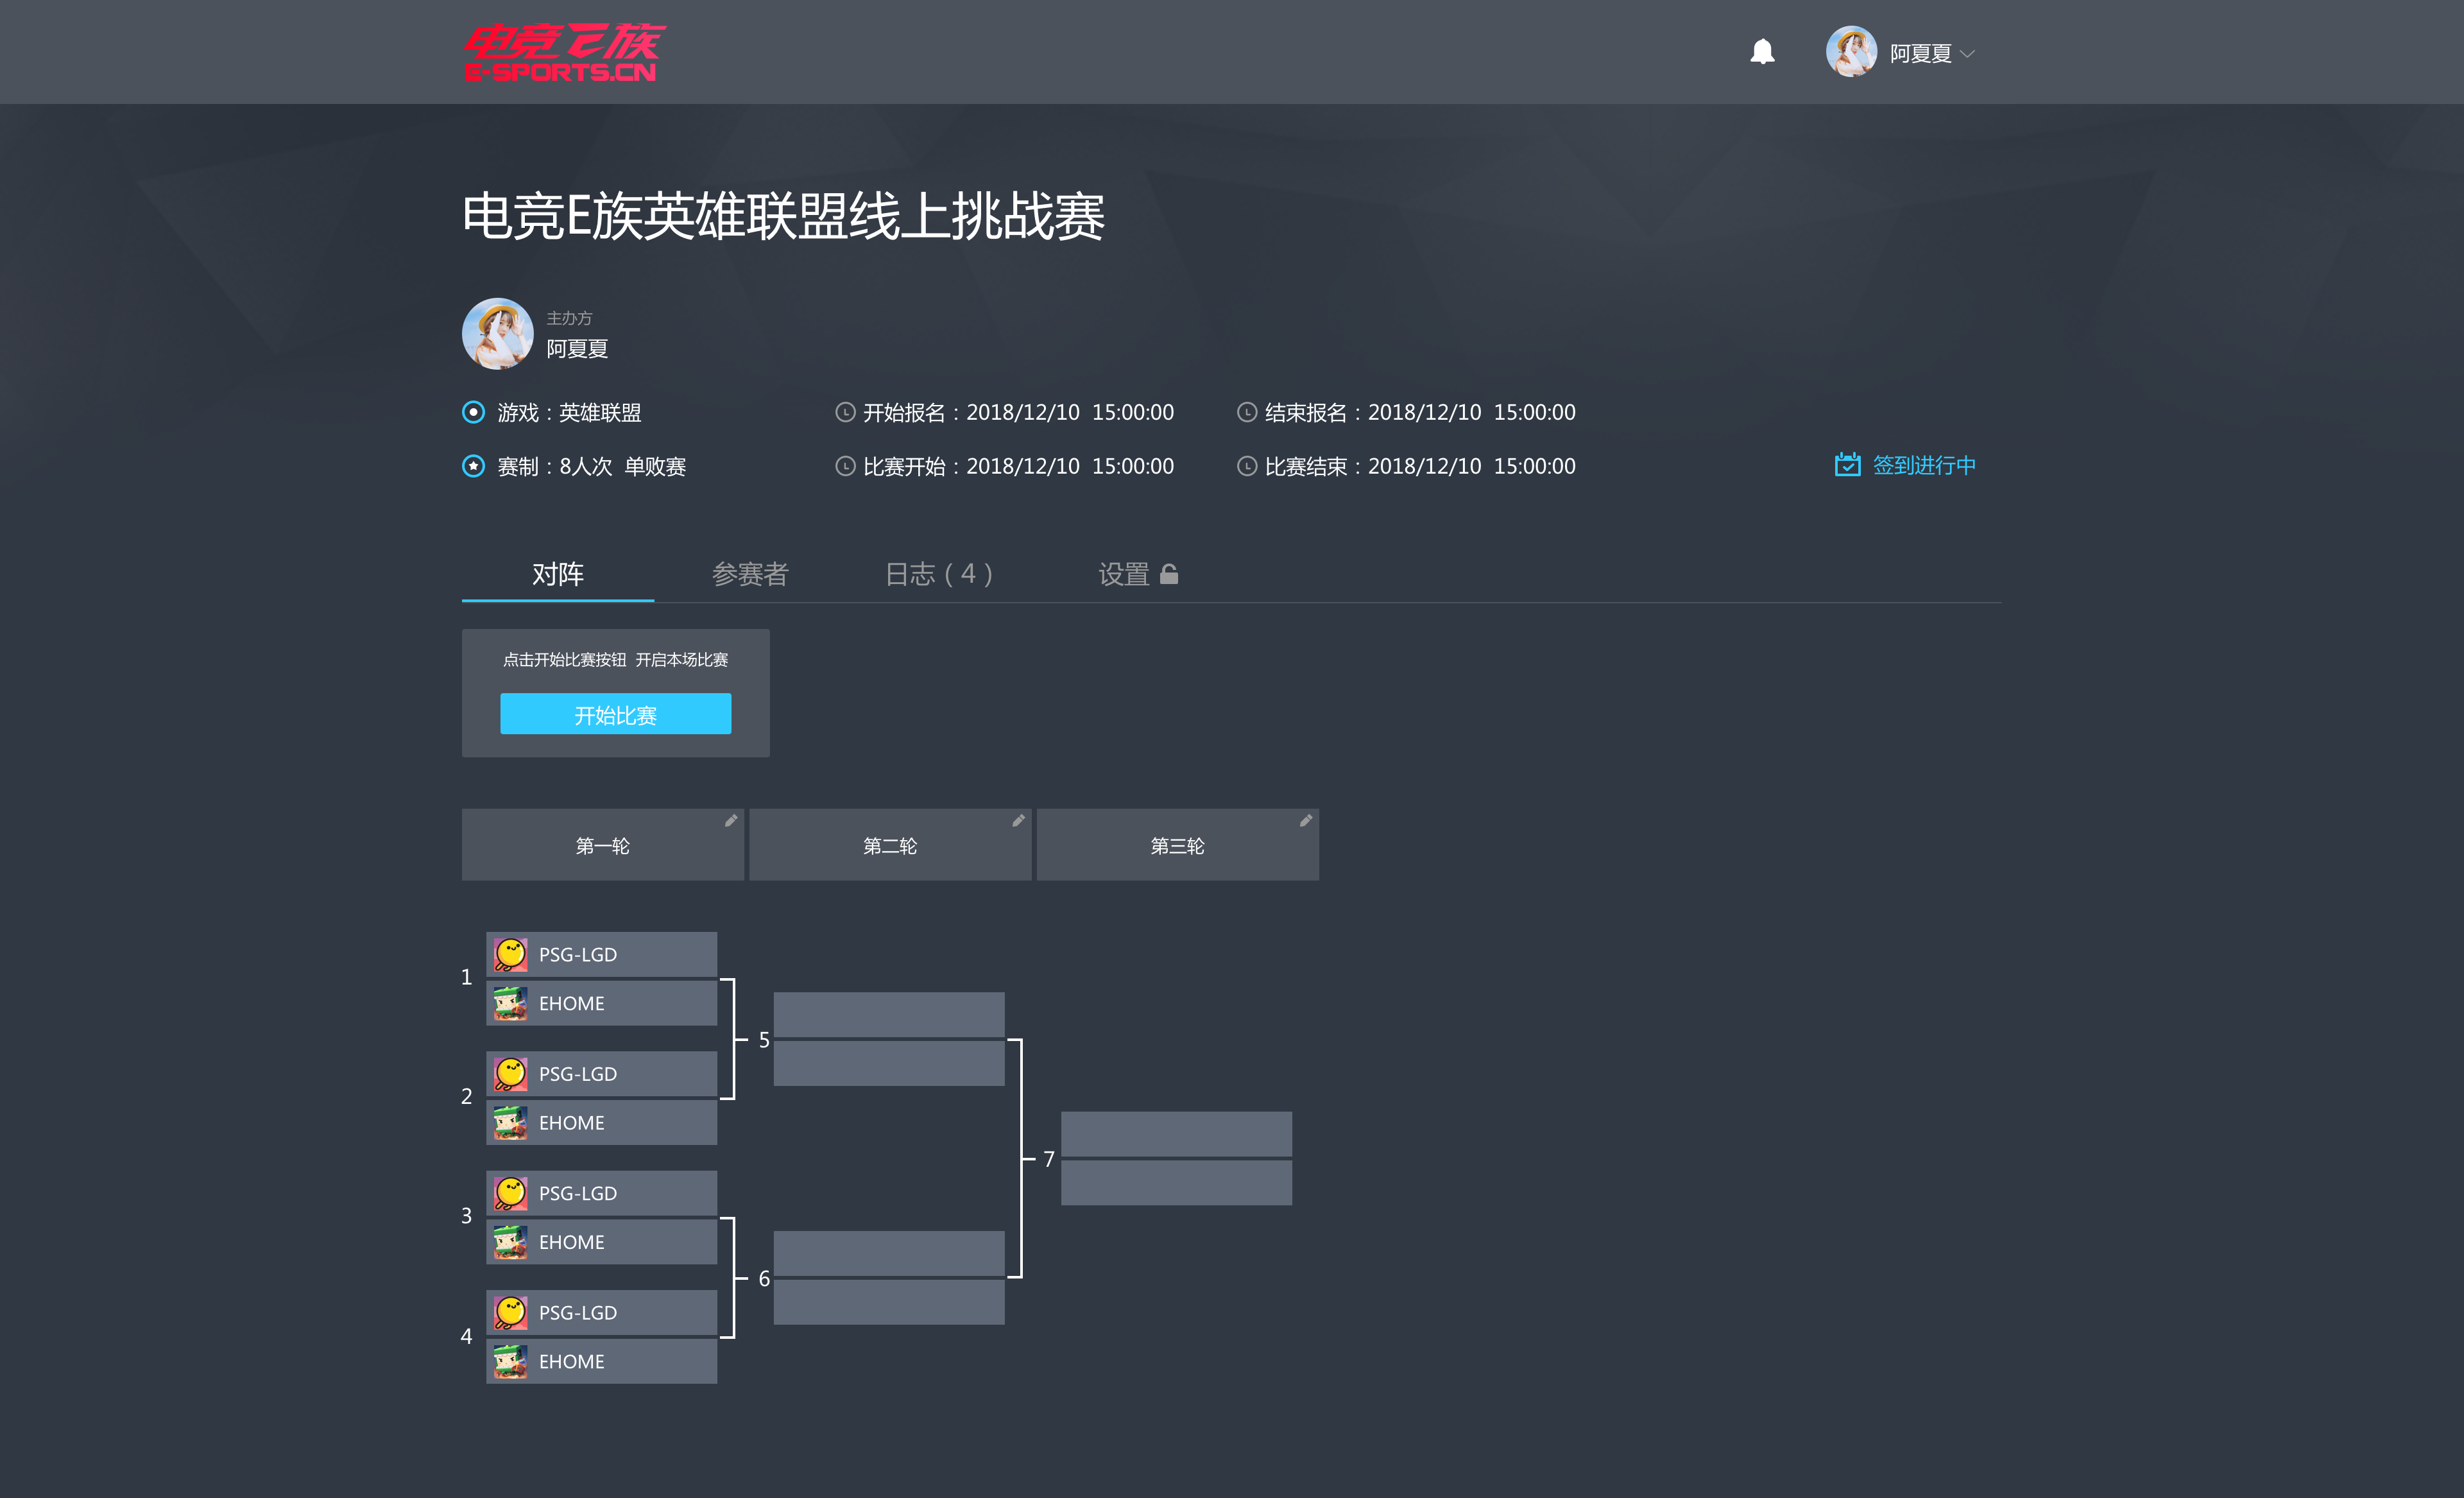 电竞E族
E-SPORTS.CN
阿夏夏
电竞E族英雄联盟线上挑战赛
主办方
阿夏夏
游戏：英雄联盟
开始报名：2018/12/10 15:00:00
结束报名：2018/12/10 15:00:00
赛制：8人次 单败赛
比赛开始：2018/12/10 15:00:00
比赛结束：2018/12/10 15:00:00
签到进行中
对阵
参赛者
日志（4）
设置
点击开始比赛按钮 开启本场比赛
开始比赛
第一轮
第二轮
第三轮
1
PSG-LGD
EHOME
2
PSG-LGD
EHOME
3
PSG-LGD
EHOME
4
PSG-LGD
EHOME
5
6
7